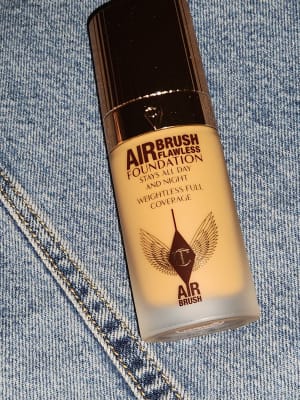 AIRBRUSH
FLAWLESS
FOUNDATION
STAYS ALL DAY
AND NIGHT
WEIGHTLESS FULL
COVERAGE
CT
AIR
BRUSH